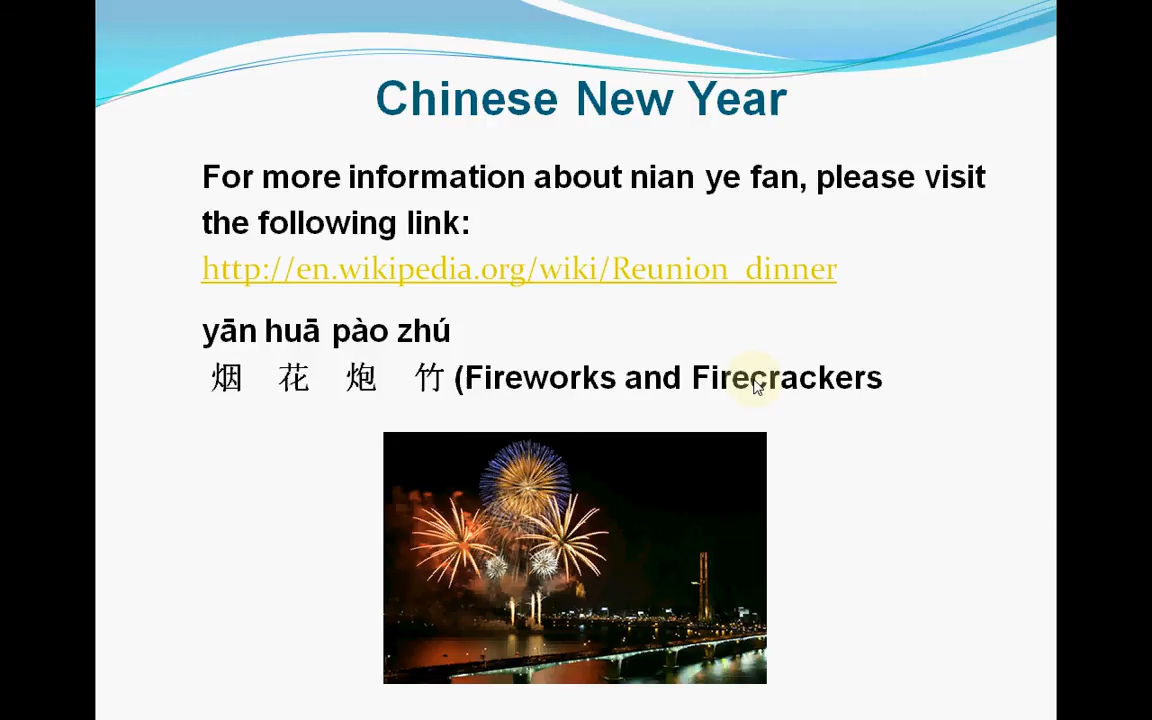 Chinese New Year
For more information about nian ye fan, please visit
the following link:
http://en.wikipedia.org/wiki/Reunion_dinner
yān huā pào zhú
烟 花 炮 竹 (Fireworks and Firecrackers